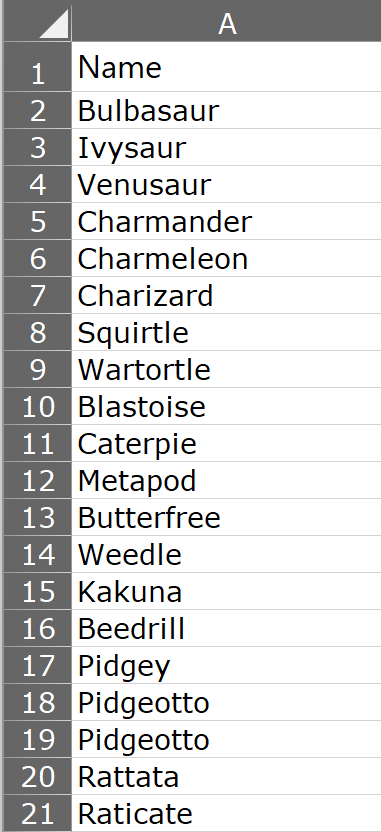 A
1 Name
2 Bulbasaur
3 Ivysaur
4 Venusaur
5 Charmander
6 Charmeleon
7 Charizard
8 Squirtle
9 Wartortle
10 Blastoise
11 Caterpie
12 Metapod
13 Butterfree
14 Weedle
15 Kakuna
16 Beedrill
17 Pidgey
18 Pidgeotto
19 Pidgeotto
20 Rattata
21 Raticate